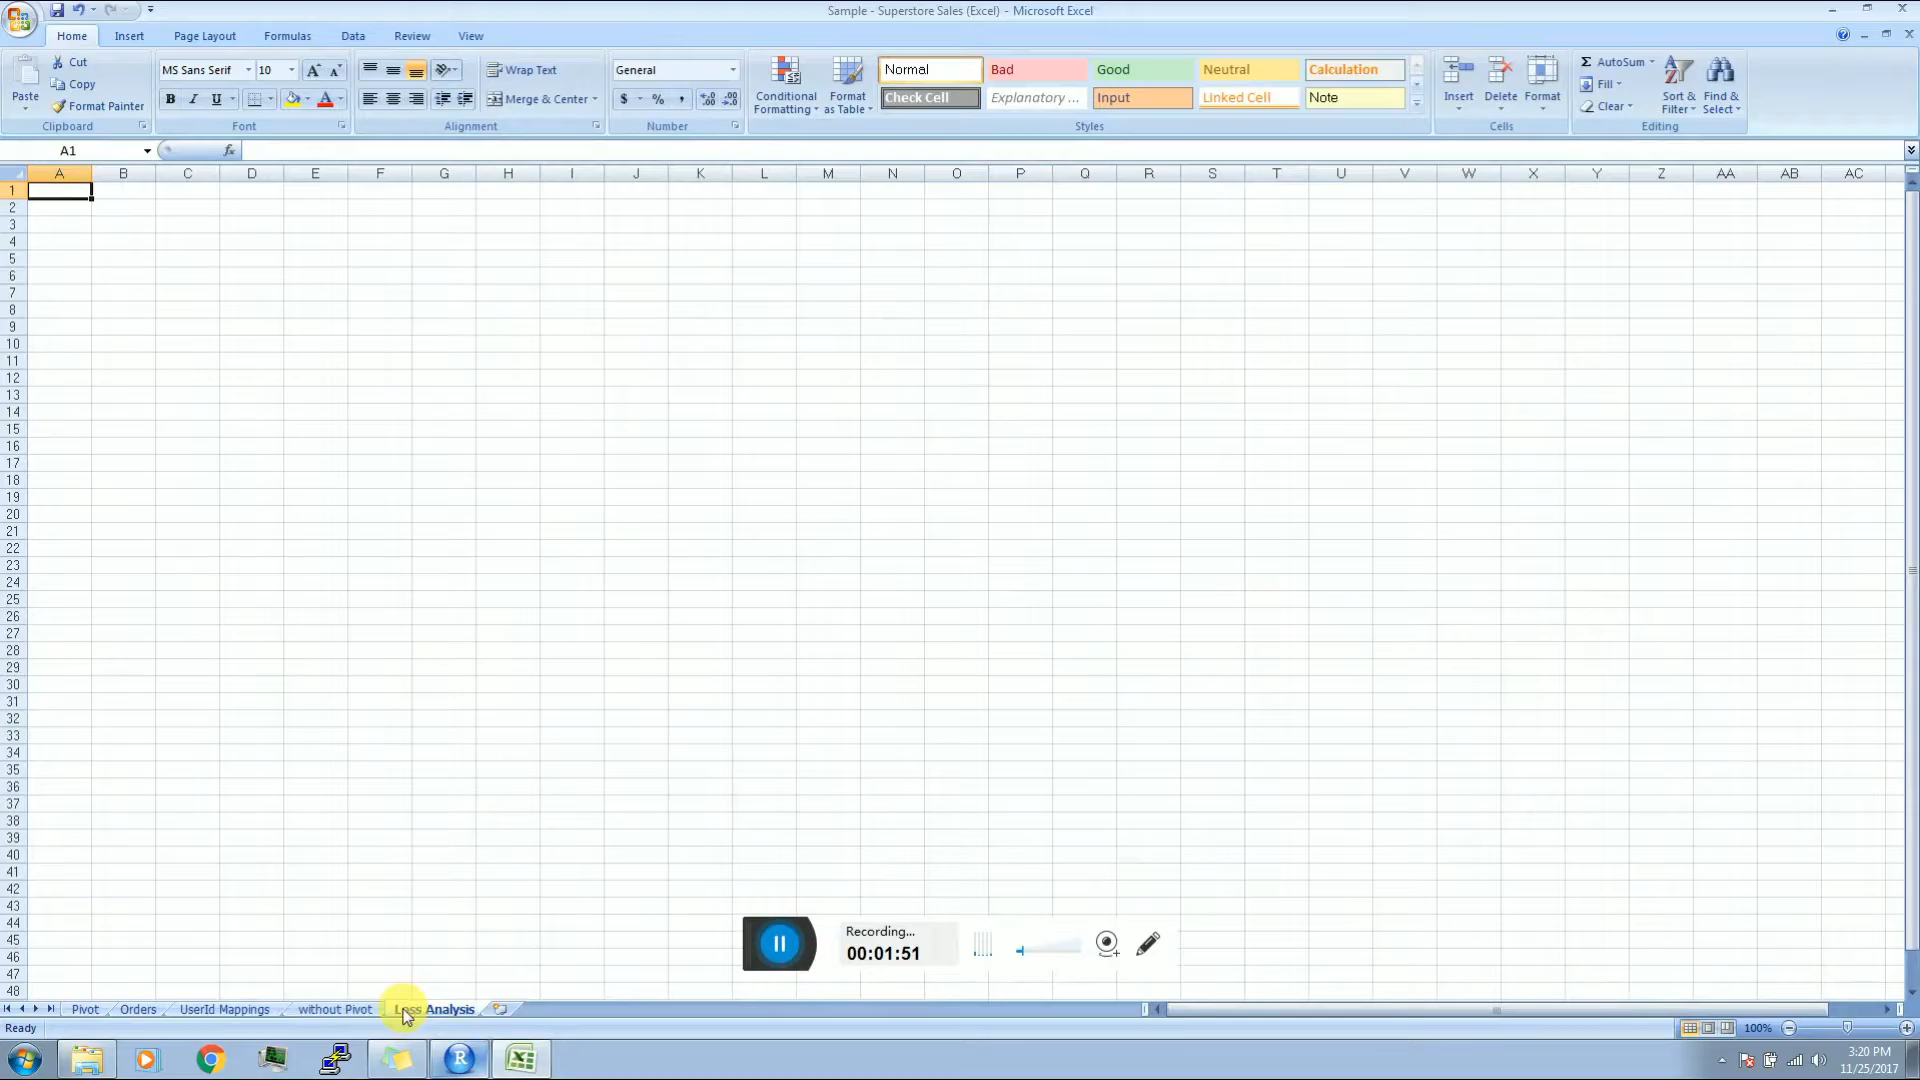 Sample - Superstore Sales (Excel) - Microsoft Excel
Home Insert Page Layout Formulas Data Review View
Cut
Copy
Format Painter
Paste
Clipboard
MS Sans Serif 10
B I U
Font
Wrap Text
Merge & Center
Alignment
General
$ % ,
Number
Conditional Formatting
Format as Table
Normal Bad Good Neutral Calculation
Check Cell Explanatory ... Input Linked Cell Note
Styles
Insert Delete Format
Cells
Σ AutoSum
Fill
Clear
Sort & Filter
Find & Select
Editing
A1 fx
A B C D E F G H I J K L M N O P Q R S T U V W X Y Z AA AB AC
1
2
3
4
5
6
7
8
9
10
11
12
13
14
15
16
17
18
19
20
21
22
23
24
25
26
27
28
29
30
31
32
33
34
35
36
37
38
39
40
41
42
43
44
45
46
47
48
Recording...
00:01:51
Pivot Orders UserId Mappings without Pivot Loss Analysis
Ready
100%
3:20 PM
11/25/2017